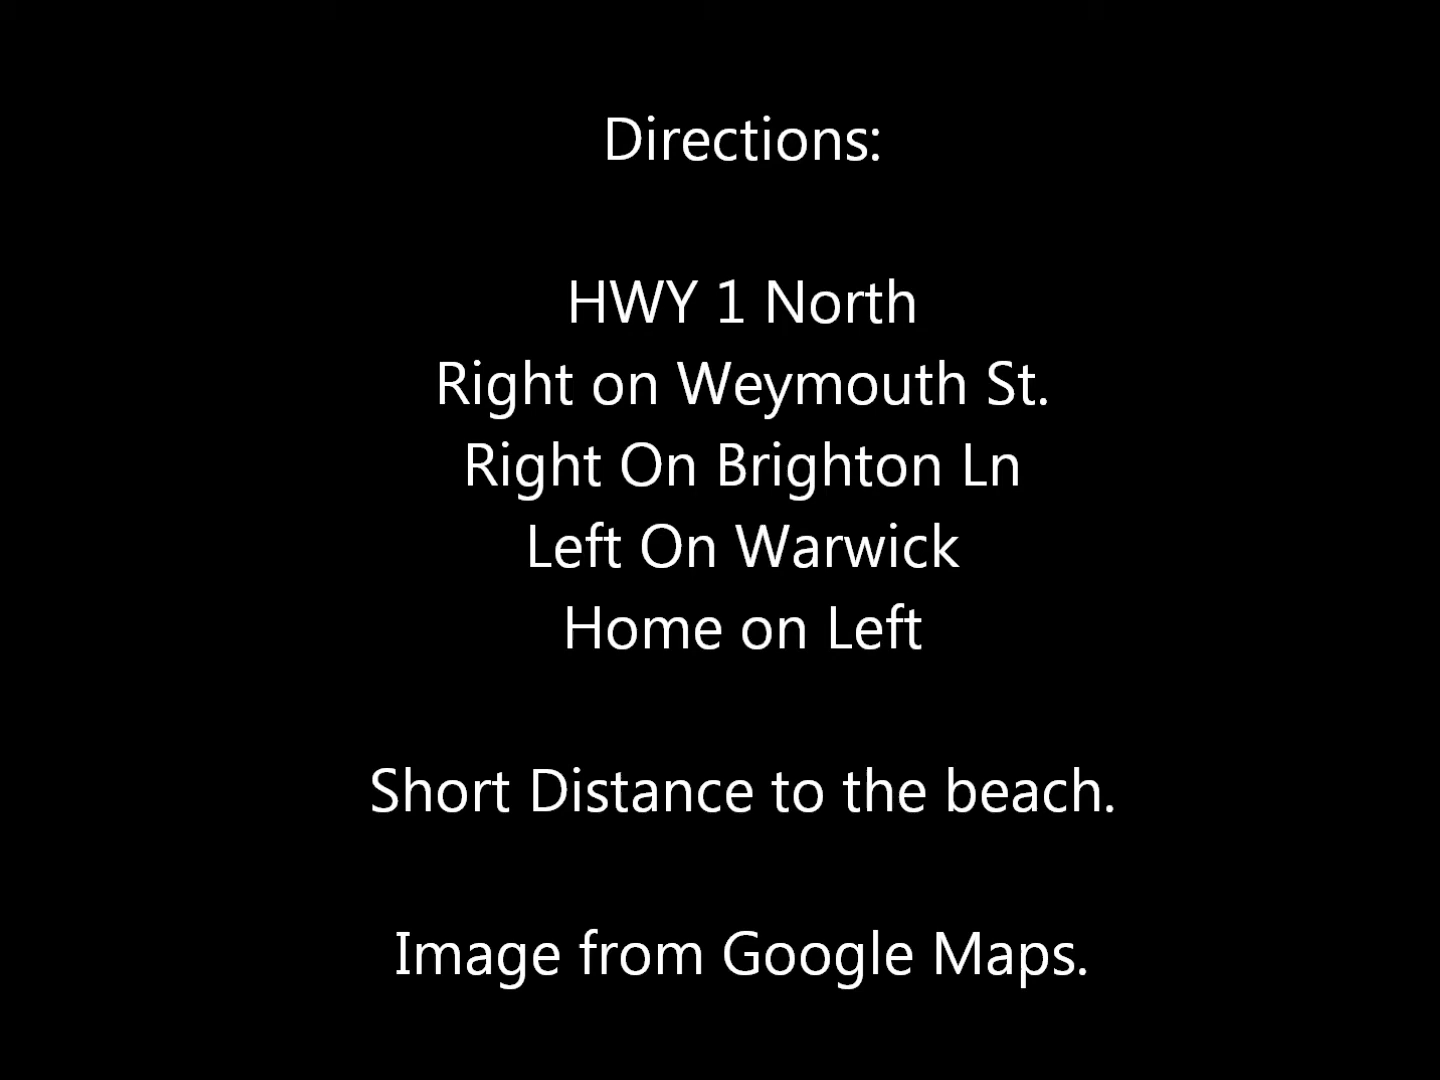 Directions:
HWY 1 North
Right on Weymouth St.
Right On Brighton Ln
Left On Warwick
Home on Left
Short Distance to the beach.
Image from Google Maps.